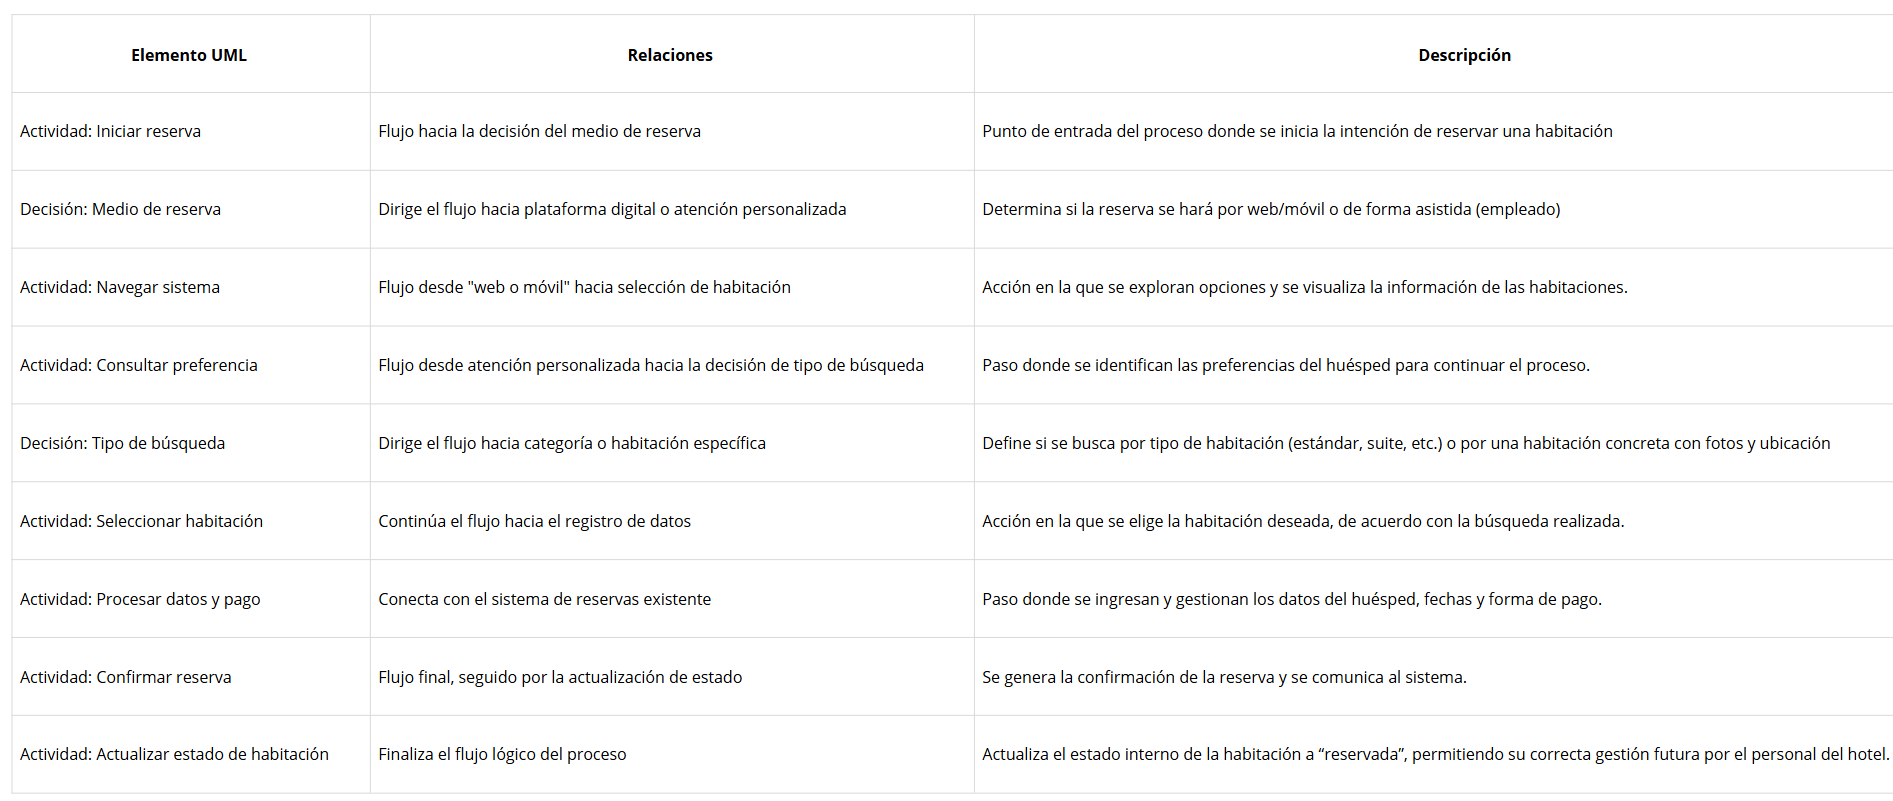 Elemento UML Relaciones Descripción
Actividad: Iniciar reserva Flujo hacia la decisión del medio de reserva Punto de entrada del proceso donde se inicia la intención de reservar una habitación
Decisión: Medio de reserva Dirige el flujo hacia plataforma digital o atención personalizada Determina si la reserva se hará por web/móvil o de forma asistida (empleado)
Actividad: Navegar sistema Flujo desde "web o móvil" hacia selección de habitación Acción en la que se exploran opciones y se visualiza la información de las habitaciones.
Actividad: Consultar preferencia Flujo desde atención personalizada hacia la decisión de tipo de búsqueda Paso donde se identifican las preferencias del huésped para continuar el proceso.
Decisión: Tipo de búsqueda Dirige el flujo hacia categoría o habitación específica Define si se busca por tipo de habitación (estándar, suite, etc.) o por una habitación concreta con fotos y ubicación
Actividad: Seleccionar habitación Continúa el flujo hacia el registro de datos Acción en la que se elige la habitación deseada, de acuerdo con la búsqueda realizada.
Actividad: Procesar datos y pago Conecta con el sistema de reservas existente Paso donde se ingresan y gestionan los datos del huésped, fechas y forma de pago.
Actividad: Confirmar reserva Flujo final, seguido por la actualización de estado Se genera la confirmación de la reserva y se comunica al sistema.
Actividad: Actualizar estado de habitación Finaliza el flujo lógico del proceso Actualiza el estado interno de la habitación a “reservada”, permitiendo su correcta gestión futura por el personal del hotel.